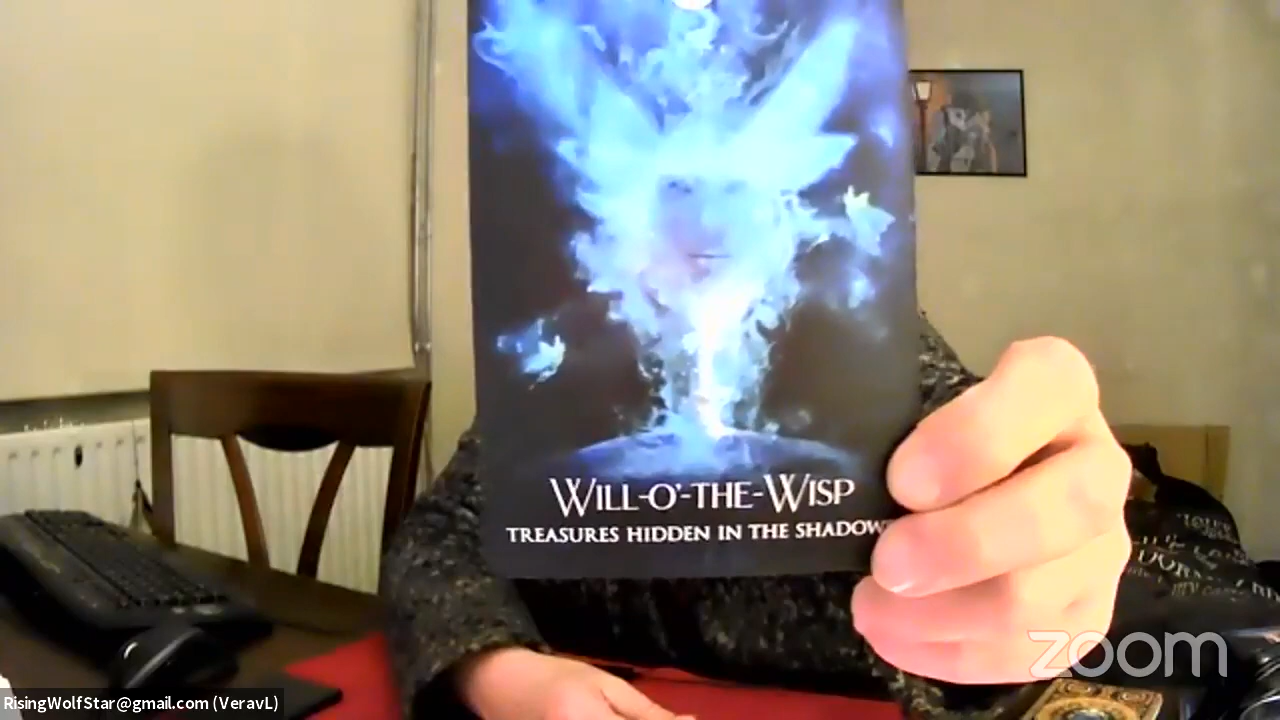 WILL-O'-THE-WISP
TREASURES HIDDEN IN THE SHADOW
zoom
RisingWolfStar@gmail.com (VeravL)